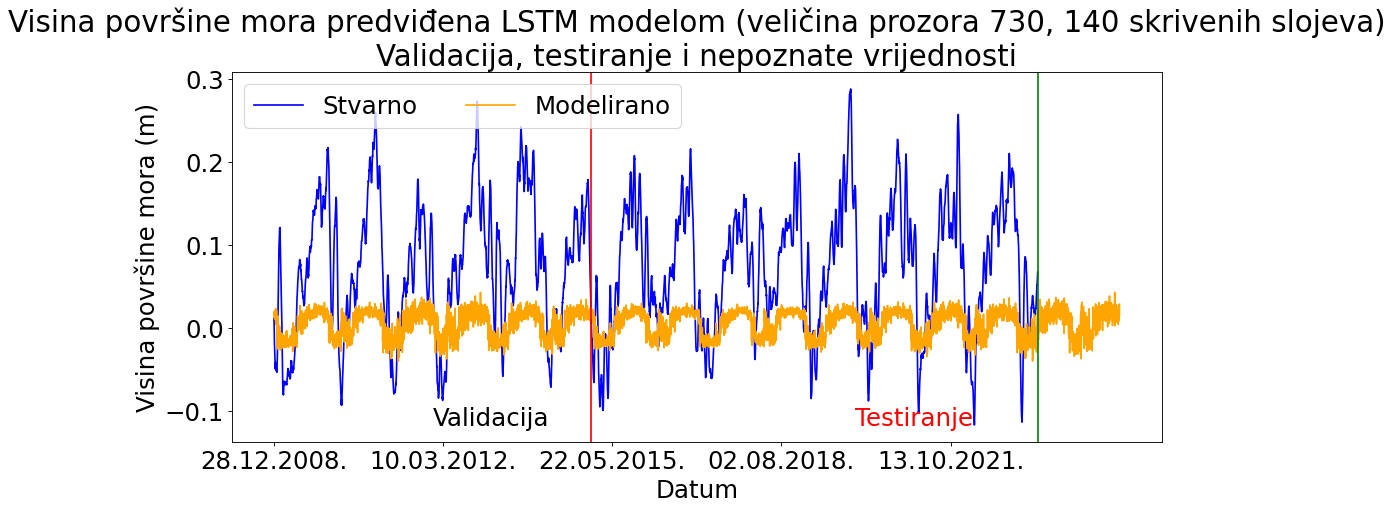 Visina površine mora predviđena LSTM modelom (veličina prozora 730, 140 skrivenih slojeva)
Validacija, testiranje i nepoznate vrijednosti
Stvarno
Modelirano
Visina površine mora (m)
0.3
0.2
0.1
0.0
−0.1
Validacija
Testiranje
28.12.2008.
10.03.2012.
22.05.2015.
02.08.2018.
13.10.2021.
Datum